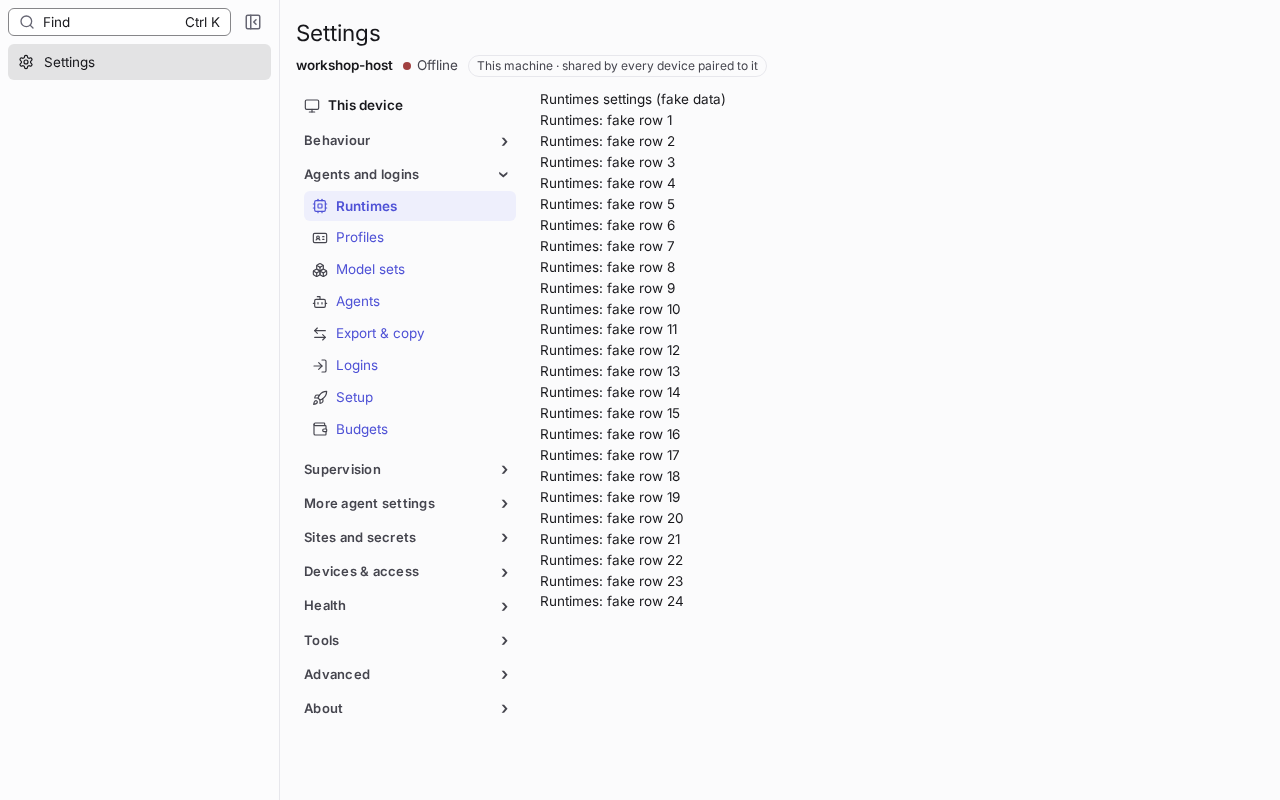 Find Ctrl K
Settings
Settings
workshop-host Offline This machine · shared by every device paired to it
This device
Behaviour
Agents and logins
Runtimes
Profiles
Model sets
Agents
Export & copy
Logins
Setup
Budgets
Supervision
More agent settings
Sites and secrets
Devices & access
Health
Tools
Advanced
About
Runtimes settings (fake data)
Runtimes: fake row 1
Runtimes: fake row 2
Runtimes: fake row 3
Runtimes: fake row 4
Runtimes: fake row 5
Runtimes: fake row 6
Runtimes: fake row 7
Runtimes: fake row 8
Runtimes: fake row 9
Runtimes: fake row 10
Runtimes: fake row 11
Runtimes: fake row 12
Runtimes: fake row 13
Runtimes: fake row 14
Runtimes: fake row 15
Runtimes: fake row 16
Runtimes: fake row 17
Runtimes: fake row 18
Runtimes: fake row 19
Runtimes: fake row 20
Runtimes: fake row 21
Runtimes: fake row 22
Runtimes: fake row 23
Runtimes: fake row 24